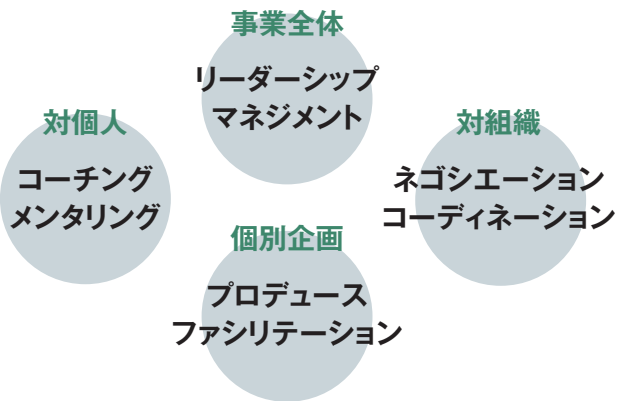 事業全体
リーダーシップ
マネジメント
対個人
コーチング
メンタリング
対組織
ネゴシエーション
コーディネーション
個別企画
プロデュース
ファシリテーション